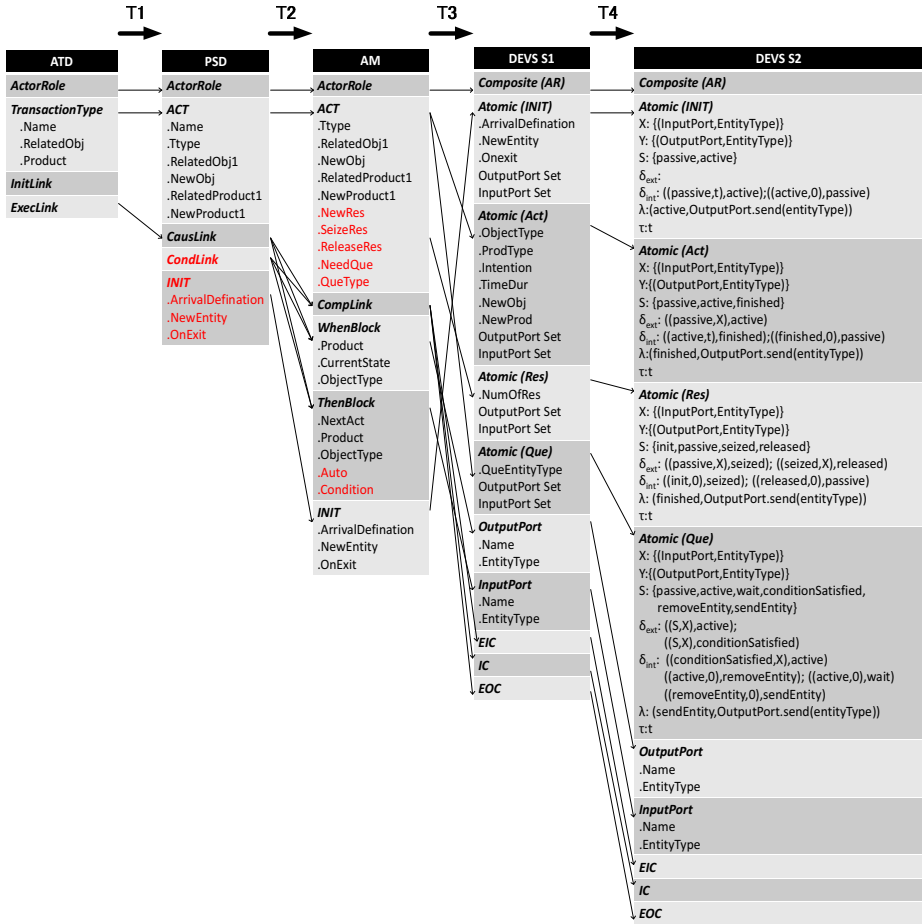 T1
T2
T3
T4
ATD
ActorRole
TransactionType
.Name
.RelatedObj
.Product
InitLink
ExecLink
PSD
ActorRole
ACT
.Name
.Ttype
.RelatedObj1
.NewObj
.RelatedProduct1
.NewProduct1
CausLink
CondLink
INIT
.ArrivalDefination
.NewEntity
.OnExit
AM
ActorRole
ACT
.Ttype
.RelatedObj1
.NewObj
.RelatedProduct1
.NewProduct1
.NewRes
.SeizeRes
.ReleaseRes
.NeedQue
.QueType
CompLink
WhenBlock
.Product
.CurrentState
.ObjectType
ThenBlock
.NextAct
.Product
.ObjectType
.Auto
.Condition
INIT
.ArrivalDefination
.NewEntity
.OnExit
DEVS S1
Composite (AR)
Atomic (INIT)
.ArrivalDefination
.NewEntity
.Onexit
OutputPort Set
InputPort Set
Atomic (Act)
.ObjectType
.ProdType
.Intention
.TimeDur
.NewObj
.NewProd
OutputPort Set
InputPort Set
Atomic (Res)
.NumOfRes
OutputPort Set
InputPort Set
Atomic (Que)
.QueEntityType
OutputPort Set
InputPort Set
OutputPort
.Name
.EntityType
InputPort
.Name
.EntityType
EIC
IC
EOC
DEVS S2
Composite (AR)
Atomic (INIT)
X: {(InputPort,EntityType)}
Y: {(OutputPort,EntityType)}
S: {passive,active}
δext:
δint: ((passive,t),active);((active,0),passive)
λ:(active,OutputPort.send(entityType))
τ:t
Atomic (Act)
X: {(InputPort,EntityType)}
Y:{(OutputPort,EntityType)}
S: {passive,active,finished}
δext: ((passive,X),active)
δint: ((active,t),finished);((finished,0),passive)
λ:(finished,OutputPort.send(entityType))
τ:t
Atomic (Res)
X: {(InputPort,EntityType)}
Y:{(OutputPort,EntityType)}
S: {init,passive,seized,released}
δext: ((passive,X),seized); ((seized,X),released)
δint: ((init,0),seized); ((released,0),passive)
λ: (finished,OutputPort.send(entityType))
τ:t
Atomic (Que)
X: {(InputPort,EntityType)}
Y:{(OutputPort,EntityType)}
S: {passive,active,wait,conditionSatisfied,
removeEntity,sendEntity}
δext: ((S,X),active);
((S,X),conditionSatisfied)
δint: ((conditionSatisfied,X),active)
((active,0),removeEntity); ((active,0),wait)
((removeEntity,0),sendEntity)
λ: (sendEntity,OutputPort.send(entityType))
τ:t
OutputPort
.Name
.EntityType
InputPort
.Name
.EntityType
EIC
IC
EOC